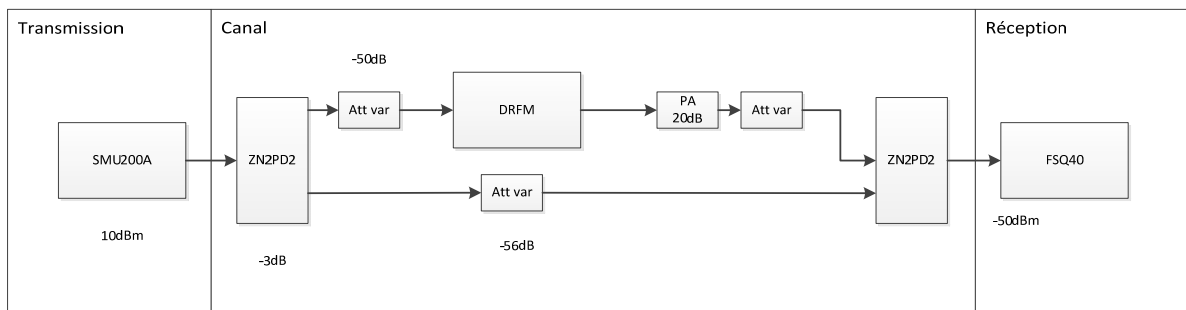 Transmission
Canal
Réception
-50dB
Att var
DRFM
PA
20dB
Att var
SMU200A
ZN2PD2
ZN2PD2
FSQ40
Att var
10dBm
-3dB
-56dB
-50dBm